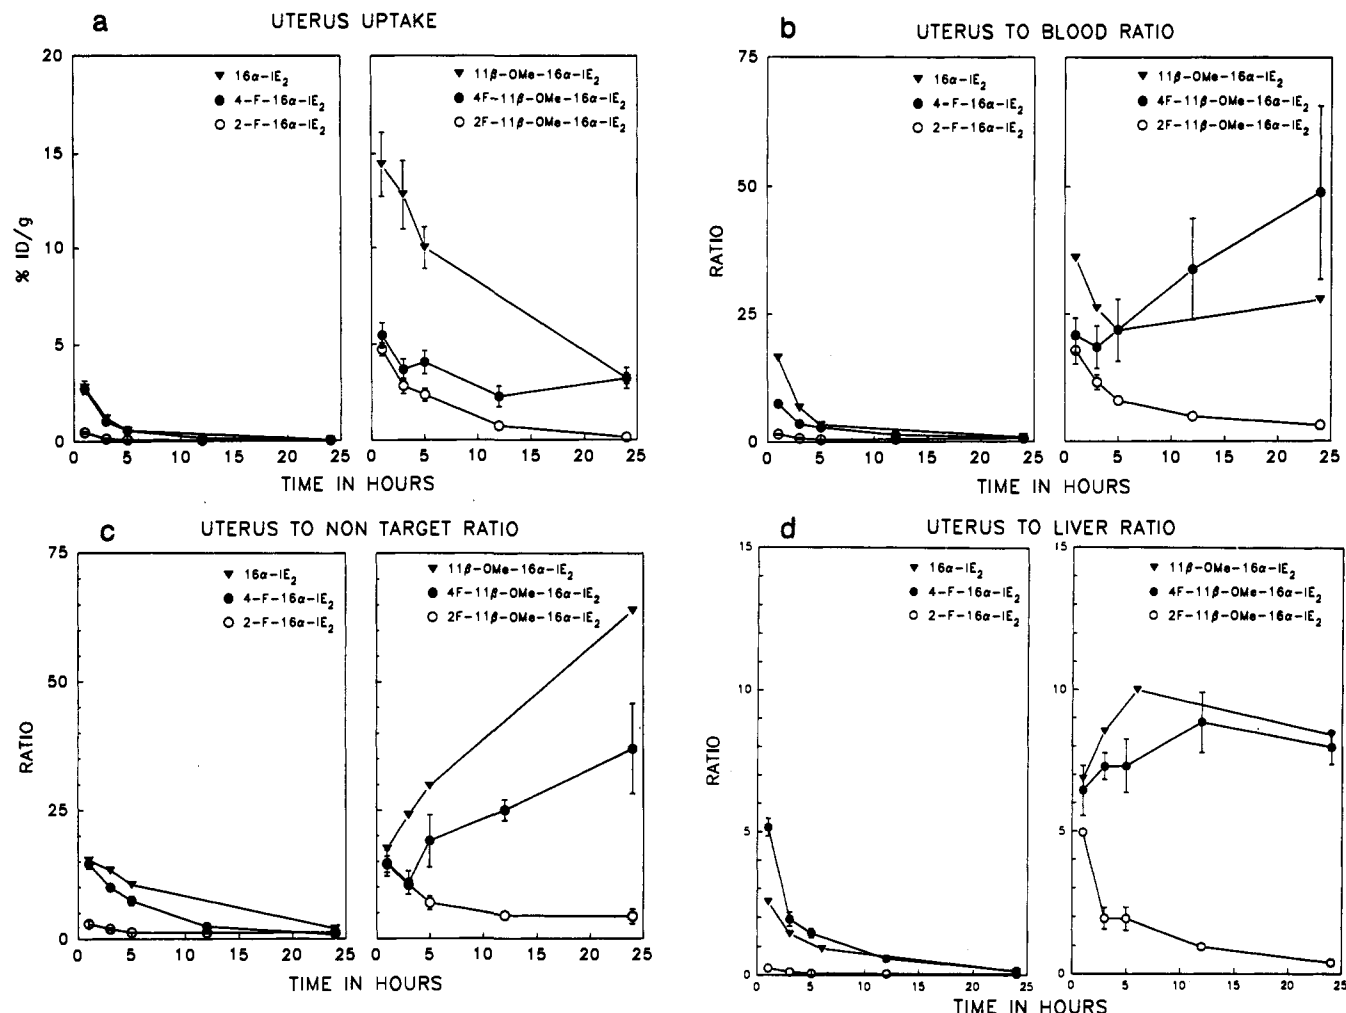 a
UTERUS UPTAKE
% ID/g
20
15
10
5
0
▼ 16α-IE₂
● 4-F-16α-IE₂
○ 2-F-16α-IE₂
▼ 11β-OMe-16α-IE₂
● 4F-11β-OMe-16α-IE₂
○ 2F-11β-OMe-16α-IE₂
0 5 10 15 20 25
0 5 10 15 20 25
TIME IN HOURS
b
UTERUS TO BLOOD RATIO
RATIO
75
50
25
0
▼ 16α-IE₂
● 4-F-16α-IE₂
○ 2-F-16α-IE₂
▼ 11β-OMe-16α-IE₂
● 4F-11β-OMe-16α-IE₂
○ 2F-11β-OMe-16α-IE₂
0 5 10 15 20 25
0 5 10 15 20 25
TIME IN HOURS
c
UTERUS TO NON TARGET RATIO
RATIO
75
50
25
0
▼ 16α-IE₂
● 4-F-16α-IE₂
○ 2-F-16α-IE₂
▼ 11β-OMe-16α-IE₂
● 4F-11β-OMe-16α-IE₂
○ 2F-11β-OMe-16α-IE₂
0 5 10 15 20 25
0 5 10 15 20 25
TIME IN HOURS
d
UTERUS TO LIVER RATIO
RATIO
15
10
5
0
▼ 16α-IE₂
● 4-F-16α-IE₂
○ 2-F-16α-IE₂
15
10
5
0
▼ 11β-OMe-16α-IE₂
● 4F-11β-OMe-16α-IE₂
○ 2F-11β-OMe-16α-IE₂
0 5 10 15 20 25
0 5 10 15 20 25
TIME IN HOURS